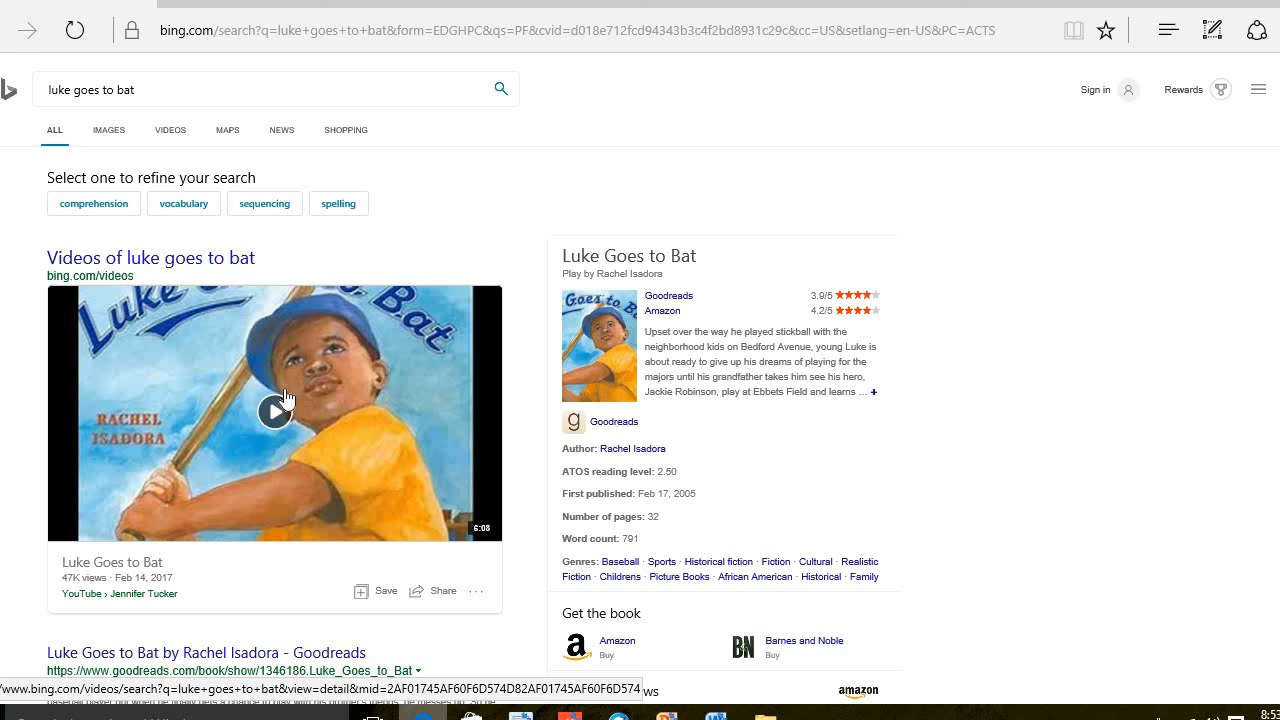 bing.com/search?q=luke+goes+to+bat&form=EDGHPC&qs=PF&cvid=d018e712fcd94343b3c4f2bd8931c29c&cc=US&setlang=en-US&PC=ACTS
luke goes to bat
Sign in
Rewards
ALL IMAGES VIDEOS MAPS NEWS SHOPPING
Select one to refine your search
comprehension vocabulary sequencing spelling
Videos of luke goes to bat
bing.com/videos
Luke Goes to Bat
RACHEL
ISADORA
6:08
Luke Goes to Bat
47K views · Feb 14, 2017
YouTube › Jennifer Tucker
Save Share ...
Luke Goes to Bat by Rachel Isadora - Goodreads
https://www.goodreads.com/book/show/1346186.Luke_Goes_to_Bat
/www.bing.com/videos/search?q=luke+goes+to+bat&view=detail&mid=2AF01745AF60F6D574D82AF01745AF60F6D574
Luke Goes to Bat
Play by Rachel Isadora
Goes to B
Goodreads 3.9/5
Amazon 4.2/5
Upset over the way he played stickball with the
neighborhood kids on Bedford Avenue, young Luke is
about ready to give up his dreams of playing for the
majors until his grandfather takes him see his hero,
Jackie Robinson, play at Ebbets Field and learns ... +
g Goodreads
Author: Rachel Isadora
ATOS reading level: 2.50
First published: Feb 17, 2005
Number of pages: 32
Word count: 791
Genres: Baseball · Sports · Historical fiction · Fiction · Cultural · Realistic
Fiction · Childrens · Picture Books · African American · Historical · Family
Get the book
a Amazon
Buy
BN Barnes and Noble
Buy
ws
amazon